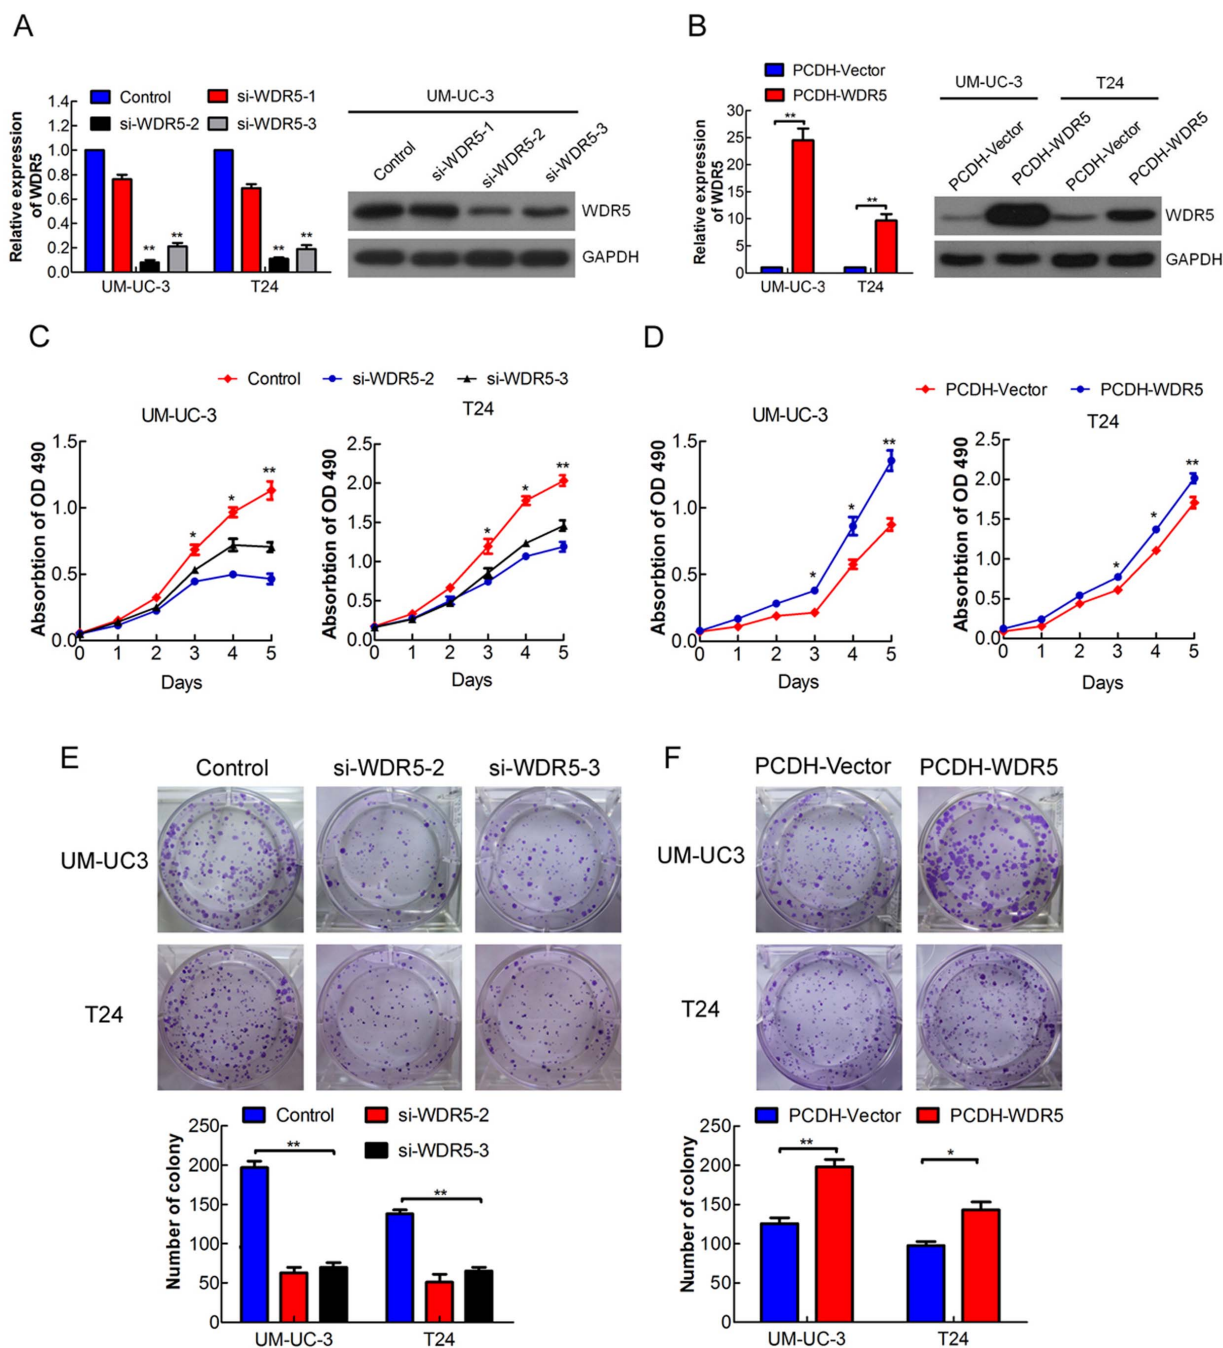 A
Control
si-WDR5-1
si-WDR5-2
si-WDR5-3
Relative expression
of WDR5
1.4
1.2
1.0
0.8
0.6
0.4
0.2
0.0
**
**
**
**
UM-UC-3
T24
UM-UC-3
Control
si-WDR5-1
si-WDR5-2
si-WDR5-3
WDR5
GAPDH
B
PCDH-Vector
PCDH-WDR5
Relative expression
of WDR5
30
25
20
15
10
5
0
**
**
UM-UC-3
T24
UM-UC-3
T24
PCDH-Vector
PCDH-WDR5
PCDH-Vector
PCDH-WDR5
WDR5
GAPDH
C
Control
si-WDR5-2
si-WDR5-3
UM-UC-3
Absorbtion of OD 490
1.5
1.0
0.5
0.0
*
*
**
0 1 2 3 4 5
Days
T24
Absorbtion of OD 490
2.5
2.0
1.5
1.0
0.5
0.0
*
*
**
0 1 2 3 4 5
Days
D
PCDH-Vector
PCDH-WDR5
UM-UC-3
Absorbtion of OD 490
1.5
1.0
0.5
0.0
*
*
**
0 1 2 3 4 5
Days
T24
Absorbtion of OD 490
2.5
2.0
1.5
1.0
0.5
0.0
*
*
**
0 1 2 3 4 5
Days
E
Control
si-WDR5-2
si-WDR5-3
UM-UC3
T24
Control
si-WDR5-2
si-WDR5-3
Number of colony
250
200
150
100
50
0
**
**
UM-UC-3
T24
F
PCDH-Vector
PCDH-WDR5
UM-UC3
T24
PCDH-Vector
PCDH-WDR5
Number of colony
250
200
150
100
50
0
**
*
UM-UC-3
T24